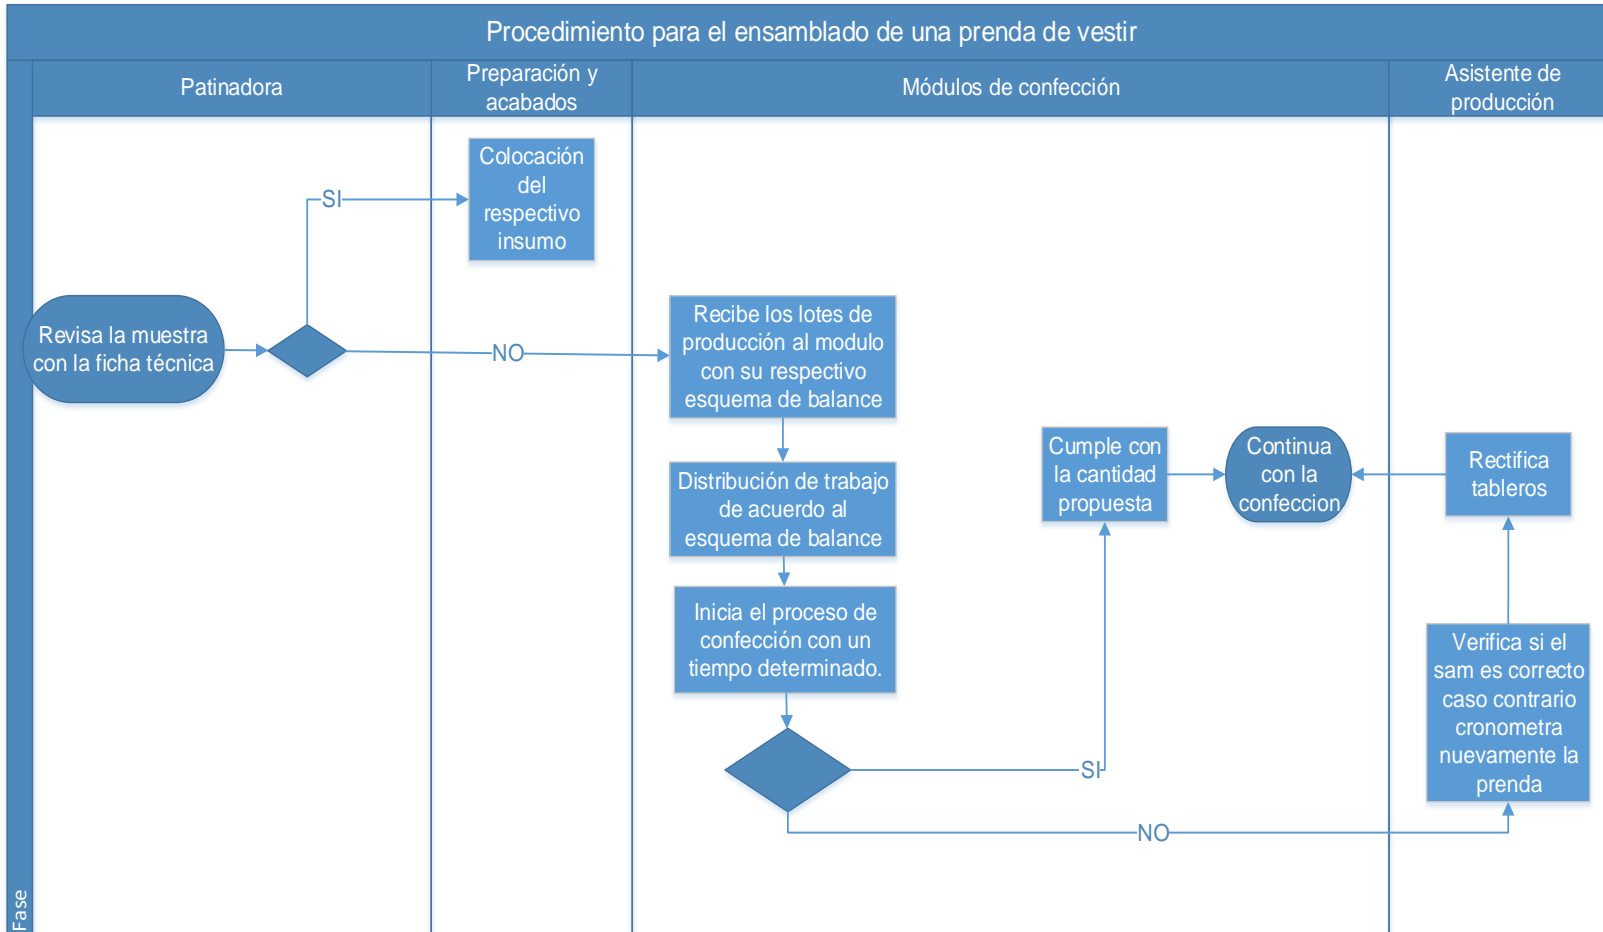 Procedimiento para el ensamblado de una prenda de vestir
Patinadora
Preparación y
acabados
Módulos de confección
Asistente de
producción
Colocación
del
respectivo
insumo
SI
Revisa la muestra
con la ficha técnica
NO
Recibe los lotes de
producción al modulo
con su respectivo
esquema de balance
Distribución de trabajo
de acuerdo al
esquema de balance
Inicia el proceso de
confección con un
tiempo determinado.
Cumple con
la cantidad
propuesta
Continua
con la
confeccion
Rectifica
tableros
Verifica si el
sam es correcto
caso contrario
cronometra
nuevamente la
prenda
SI
NO
Fase